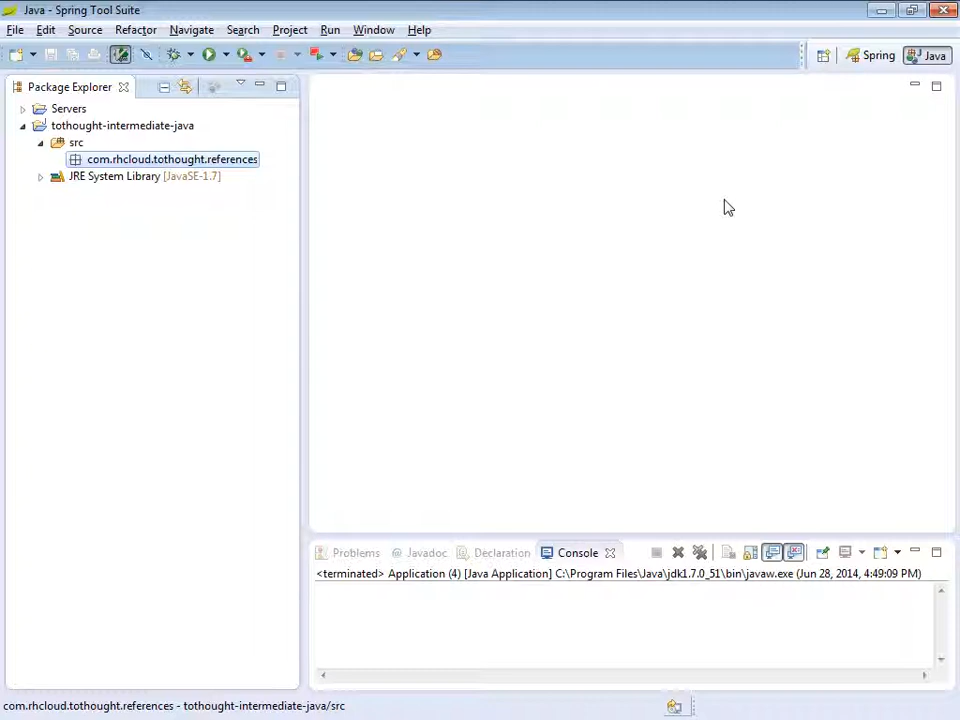 Java - Spring Tool Suite
File Edit Source Refactor Navigate Search Project Run Window Help
Spring Java
Package Explorer
Servers
tothought-intermediate-java
src
com.rhcloud.tothought.references
JRE System Library [JavaSE-1.7]
Problems Javadoc Declaration Console
<terminated> Application (4) [Java Application] C:\Program Files\Java\jdk1.7.0_51\bin\javaw.exe (Jun 28, 2014, 4:49:09 PM)
com.rhcloud.tothought.references - tothought-intermediate-java/src